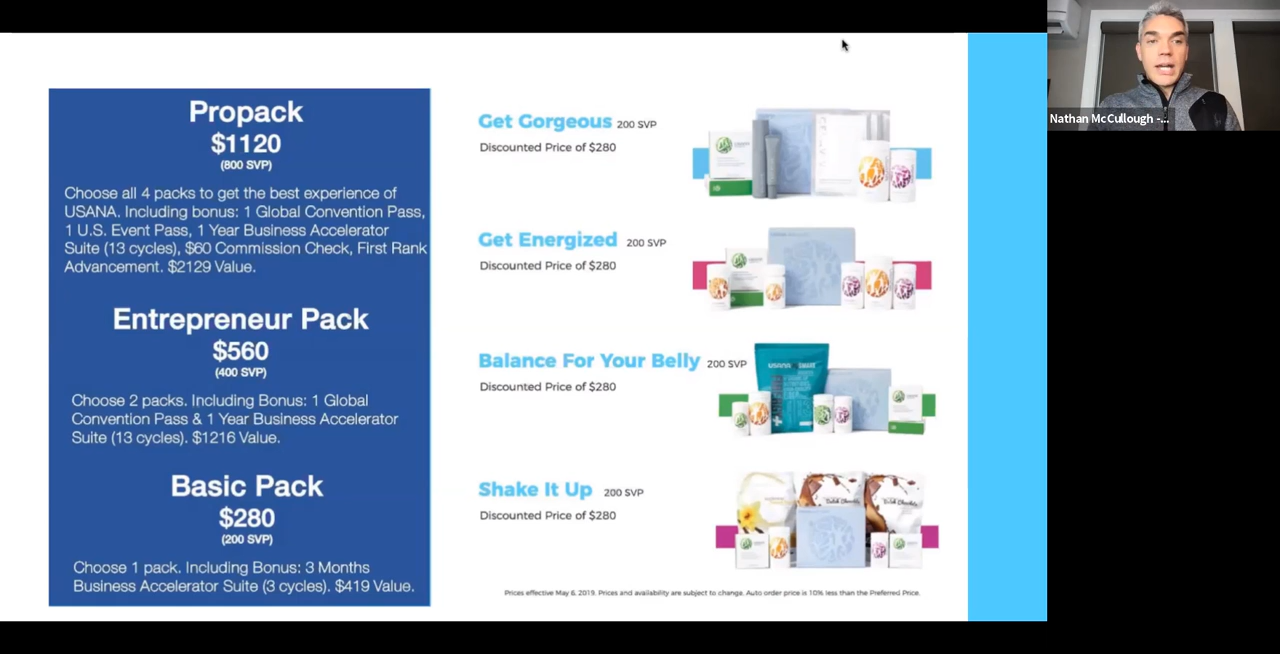 Propack
$1120
(800 SVP)
Choose all 4 packs to get the best experience of
USANA. Including bonus: 1 Global Convention Pass,
1 U.S. Event Pass, 1 Year Business Accelerator
Suite (13 cycles), $60 Commission Check, First Rank
Advancement. $2129 Value.
Entrepreneur Pack
$560
(400 SVP)
Choose 2 packs. Including Bonus: 1 Global
Convention Pass & 1 Year Business Accelerator
Suite (13 cycles). $1216 Value.
Basic Pack
$280
(200 SVP)
Choose 1 pack. Including Bonus: 3 Months
Business Accelerator Suite (3 cycles). $419 Value.
Get Gorgeous 200 SVP
Discounted Price of $280
Get Energized 200 SVP
Discounted Price of $280
Balance For Your Belly 200 SVP
Discounted Price of $280
Shake It Up 200 SVP
Discounted Price of $280
Prices effective May 6, 2019. Prices and availability are subject to change. Auto order price is 10% less than the Preferred Price.
Nathan McCullough -...